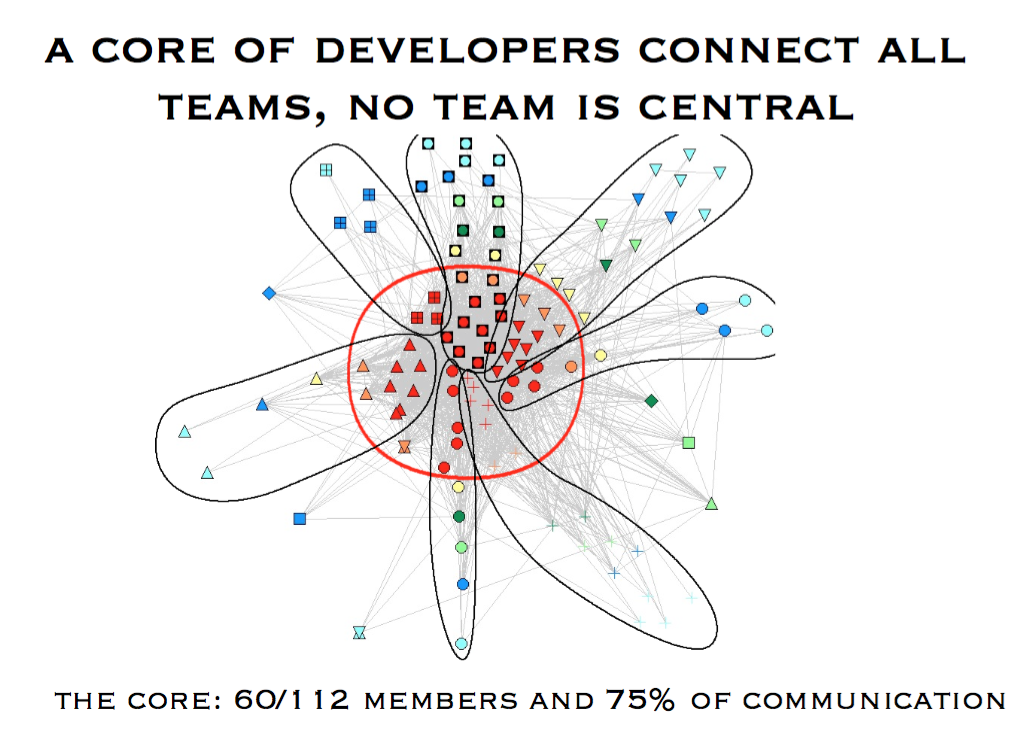 A CORE OF DEVELOPERS CONNECT ALL
TEAMS, NO TEAM IS CENTRAL
THE CORE: 60/112 MEMBERS AND 75% OF COMMUNICATION